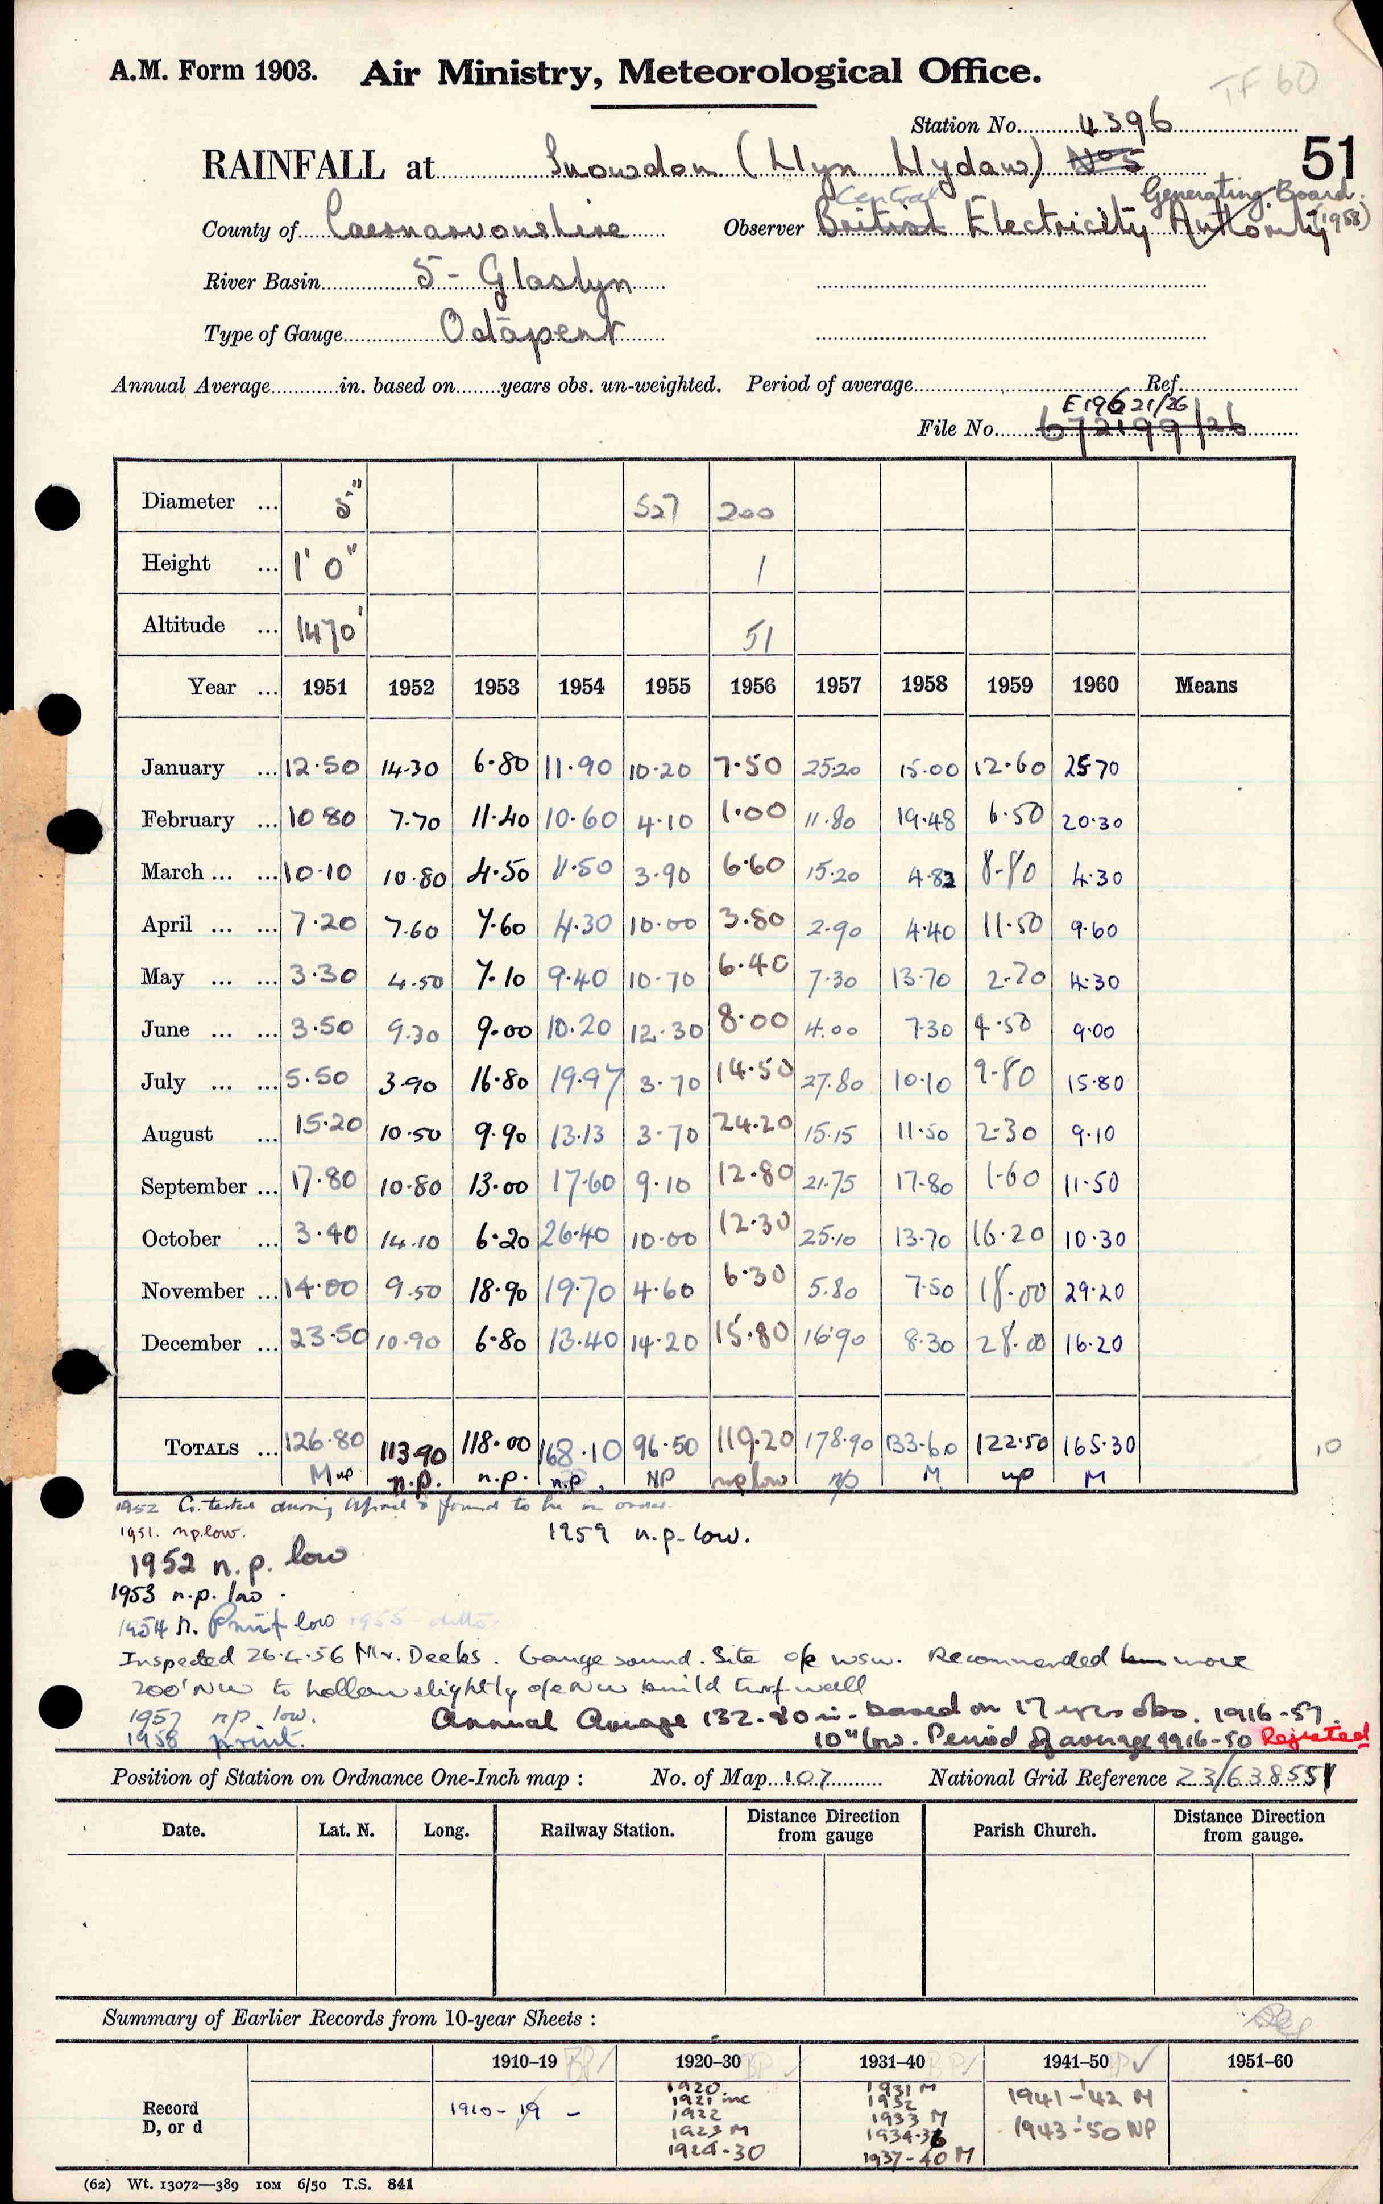 TF 60
A.M. Form 1903. Air Ministry, Meteorological Office.
Station No. 4396
RAINFALL at Snowdon (Llyn Llydaw) No 5 51
Central Generating Board.
County of Caernarvonshire Observer British Electricity Authority (1958)
River Basin 5 - Glaslyn
Type of Gauge Octapent
Annual Average in. based on years obs. un-weighted. Period of average Ref.
E19621/26
File No. 672199/26
Diameter ... 5" 527 200
Height ... 1' 0" 1
Altitude ... 1470' 51
Year ... 1951 1952 1953 1954 1955 1956 1957 1958 1959 1960 Means
January ... 12.50 14.30 6.80 11.90 10.20 7.50 25.20 15.00 12.60 25.70
February ... 10 80 7.70 11.40 10.60 4.10 1.00 11.80 19.48 6.50 20.30
March ... ... 10.10 10.80 4.50 11.50 3.90 6.60 15.20 4.82 8.80 4.30
April ... ... 7.20 7.60 7.60 4.30 10.00 3.80 2.90 4.40 11.50 9.60
May ... ... 3.30 4.50 7.10 9.40 10.70 6.40 7.30 13.70 2.70 4.30
June ... ... 3.50 9.30 9.00 10.20 12.30 8.00 4.00 7.30 4.50 9.00
July ... ... 5.50 3.90 16.80 19.97 3.70 14.50 27.80 10.10 9.80 15.80
August ... 15.20 10.50 9.90 13.13 3.70 24.20 15.15 11.50 2.30 9.10
September ... 17.80 10.80 13.00 17.60 9.10 12.80 21.75 17.80 1.60 11.50
October ... 3.40 14.10 6.20 26.40 10.00 12.30 25.10 13.70 16.20 10.30
November ... 14.00 9.50 18.90 19.70 4.60 6.30 5.80 7.50 18.00 29.20
December ... 23.50 10.90 6.80 13.40 14.20 15.80 16.90 8.30 28.00 16.20
TOTALS ... 126.80 113.90 118.00 168.10 96.50 119.20 178.90 133.60 122.50 165.30 10
M np n.p. n.p. n.p. NP np low np M np M
1952 G. tested during April & found to be in order.
1951. np low. 1959 n.p. low.
1952 n.p. low
1953 n.p. low.
1954 n. Print low 1955 - ditto
Inspected 26.4.56 Mr. Deeks. Gauge sound. Site o/e WSW. Recommended move
200' NW to hollow slightly o/e NW build turf wall
1957 np low. Annual Average 132.80 in. based on 17 years obs. 1916-57.
1958 print. 10" low. Period of average 1916-50 Rejected
Position of Station on Ordnance One-Inch map : No. of Map 107 National Grid Reference 23/638551
Date. Lat. N. Long. Railway Station. Distance Direction from gauge Parish Church. Distance Direction from gauge.
Summary of Earlier Records from 10-year Sheets :
1910-19 1920-30 1931-40 1941-50 1951-60
Record D, or d
1910-19 -
1920
1921 inc
1922
1923 M
1924-30
1931 M
1932
1933 M
1934-36
1937-40 M
1941-'42 M
1943-'50 NP
(62) Wt. 13072—389 10M 6/50 T.S. 841